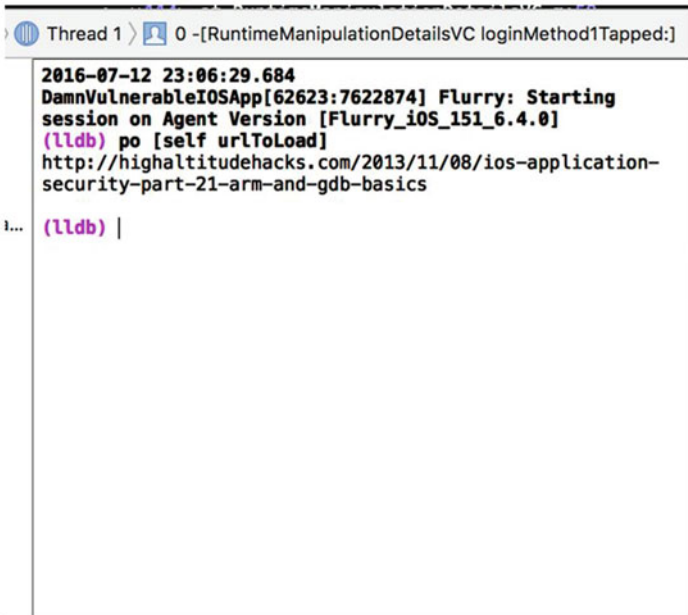 Thread 1 〉 0 -[RuntimeManipulationDetailsVC loginMethod1Tapped:]
2016-07-12 23:06:29.684
DamnVulnerableIOSApp[62623:7622874] Flurry: Starting
session on Agent Version [Flurry_iOS_151_6.4.0]
(lldb) po [self urlToLoad]
http://highaltitudehacks.com/2013/11/08/ios-application-
security-part-21-arm-and-gdb-basics
(lldb)